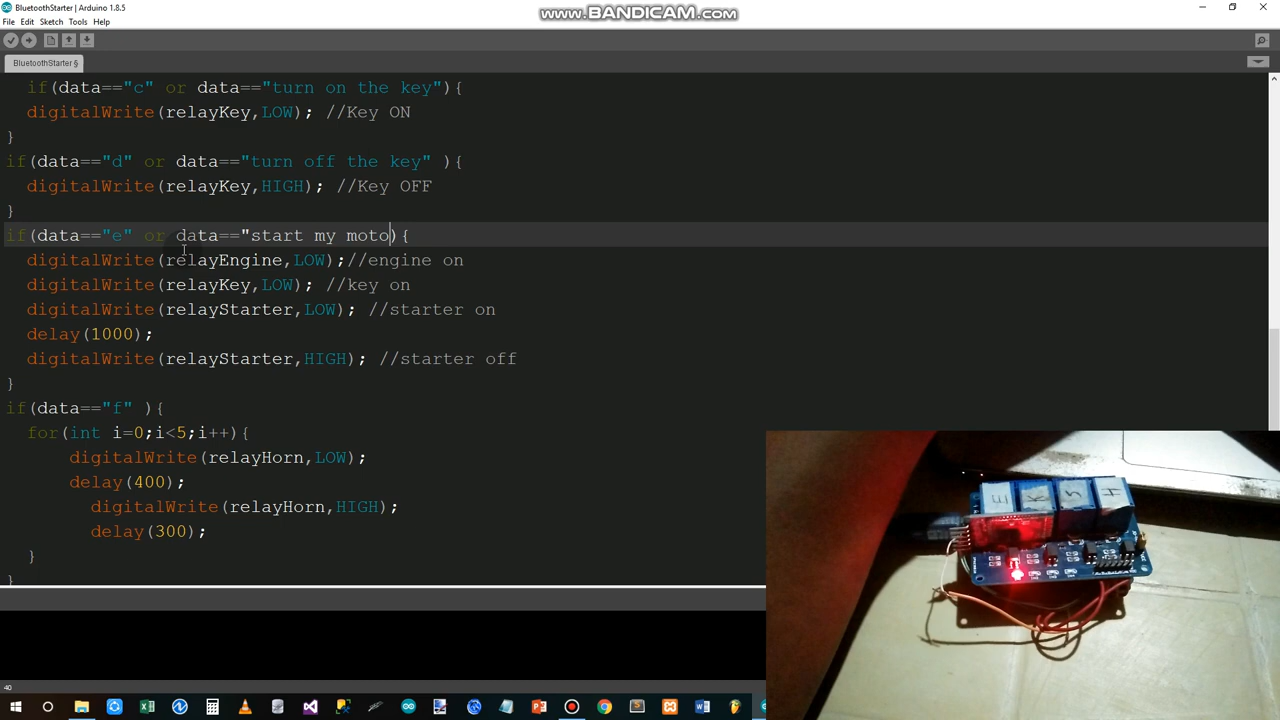 BluetoothStarter | Arduino 1.8.5
WWW.BANDICAM.COM
File Edit Sketch Tools Help
BluetoothStarter §
if(data=="c" or data=="turn on the key"){
digitalWrite(relayKey,LOW); //Key ON
}
if(data=="d" or data=="turn off the key" ){
digitalWrite(relayKey,HIGH); //Key OFF
}
if(data=="e" or data=="start my moto){
digitalWrite(relayEngine,LOW);//engine on
digitalWrite(relayKey,LOW); //key on
digitalWrite(relayStarter,LOW); //starter on
delay(1000);
digitalWrite(relayStarter,HIGH); //starter off
}
if(data=="f" ){
for(int i=0;i<5;i++){
digitalWrite(relayHorn,LOW);
delay(400);
digitalWrite(relayHorn,HIGH);
delay(300);
}
}
E K S H
40